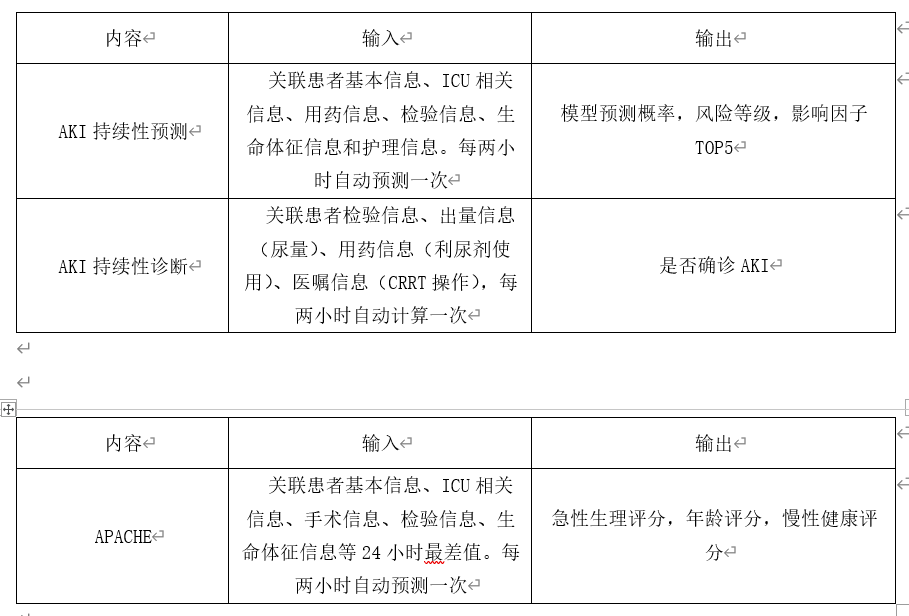 内容 输入 输出
关联患者基本信息、ICU 相关
信息、用药信息、检验信息、生
AKI 持续性预测
命体征信息和护理信息。每两小
时自动预测一次
模型预测概率，风险等级，影响因子
TOP5
关联患者检验信息、出量信息
（尿量）、用药信息（利尿剂使
AKI 持续性诊断
用）、医嘱信息（CRRT 操作），每
两小时自动计算一次
是否确诊 AKI
内容 输入 输出
关联患者基本信息、ICU 相关
信息、手术信息、检验信息、生
APACHE
命体征信息等 24 小时最差值。每
两小时自动预测一次
急性生理评分，年龄评分，慢性健康评
分